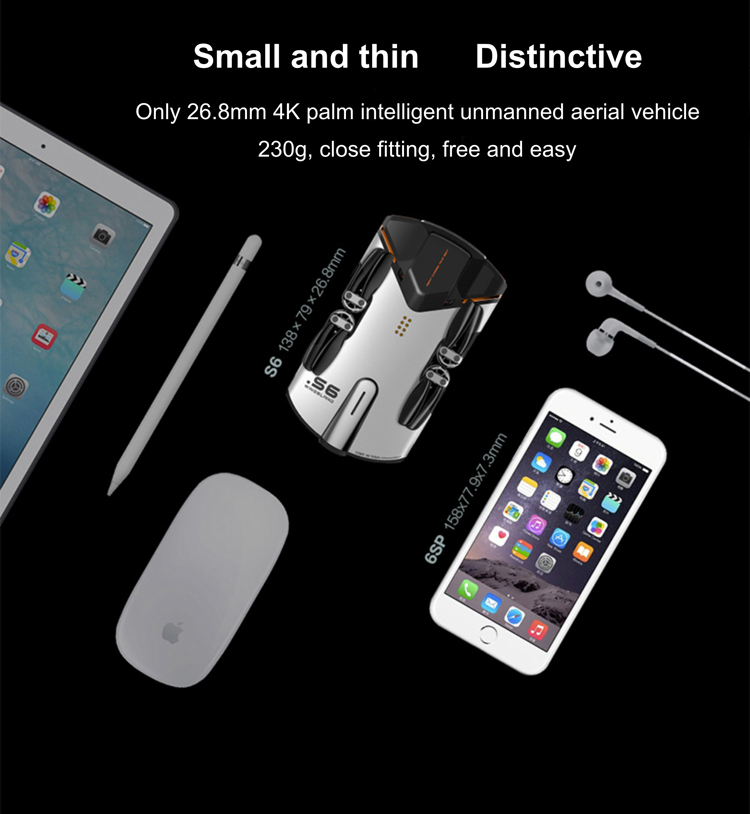 Small and thin Distinctive
Only 26.8mm 4K palm intelligent unmanned aerial vehicle
230g, close fitting, free and easy
S6 138×79×26.8mm
:S6
WINGSLAND
6SP 158x77.9x7.3mm